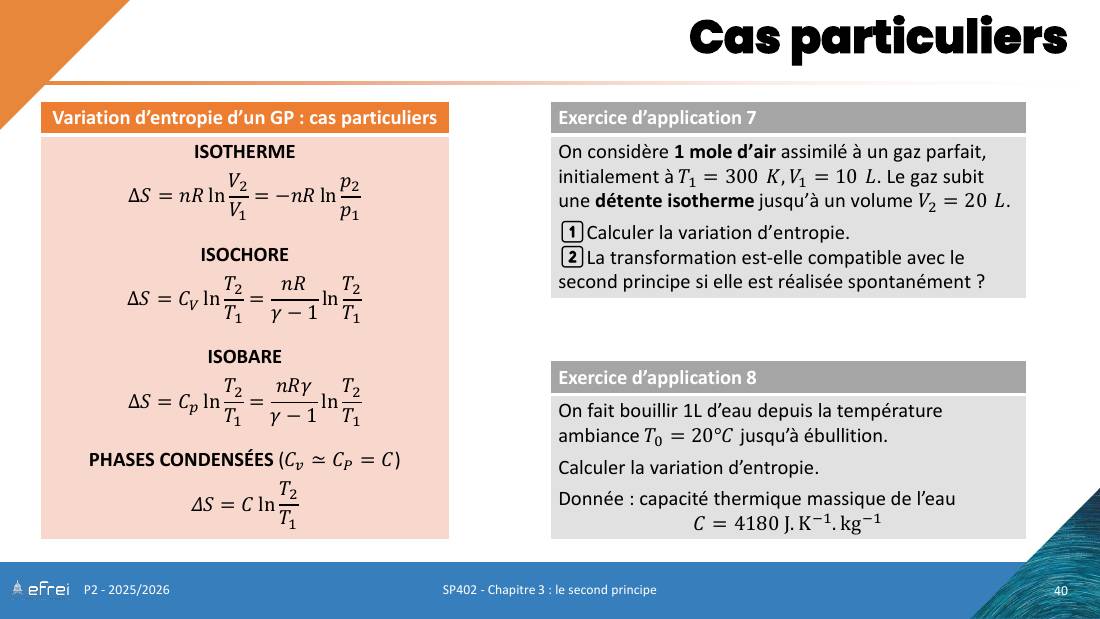 Cas particuliers
Variation d’entropie d’un GP : cas particuliers
ISOTHERME
ΔS = nR ln V₂/V₁ = −nR ln p₂/p₁
ISOCHORE
ΔS = C_V ln T₂/T₁ = nR/(γ − 1) ln T₂/T₁
ISOBARE
ΔS = C_p ln T₂/T₁ = nRγ/(γ − 1) ln T₂/T₁
PHASES CONDENSÉES (C_v ≃ C_P = C)
ΔS = C ln T₂/T₁
Exercice d’application 7
On considère 1 mole d’air assimilé à un gaz parfait,
initialement à T₁ = 300 K, V₁ = 10 L. Le gaz subit
une détente isotherme jusqu’à un volume V₂ = 20 L.
1 Calculer la variation d’entropie.
2 La transformation est-elle compatible avec le
second principe si elle est réalisée spontanément ?
Exercice d’application 8
On fait bouillir 1L d’eau depuis la température
ambiance T₀ = 20°C jusqu’à ébullition.
Calculer la variation d’entropie.
Donnée : capacité thermique massique de l’eau
C = 4180 J. K⁻¹. kg⁻¹
efrei P2 - 2025/2026
SP402 - Chapitre 3 : le second principe
40